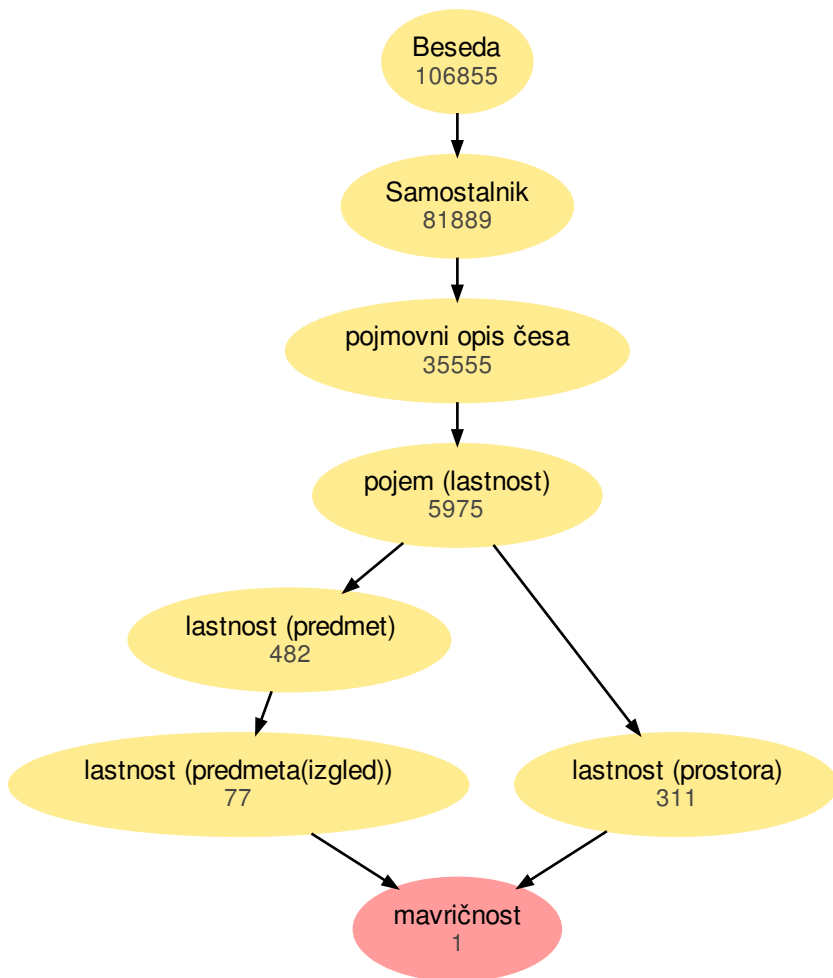 Beseda
106855
Samostalnik
81889
pojmovni opis česa
35555
pojem (lastnost)
5975
lastnost (predmet)
482
lastnost (predmeta(izgled))
77
lastnost (prostora)
311
mavričnost
1